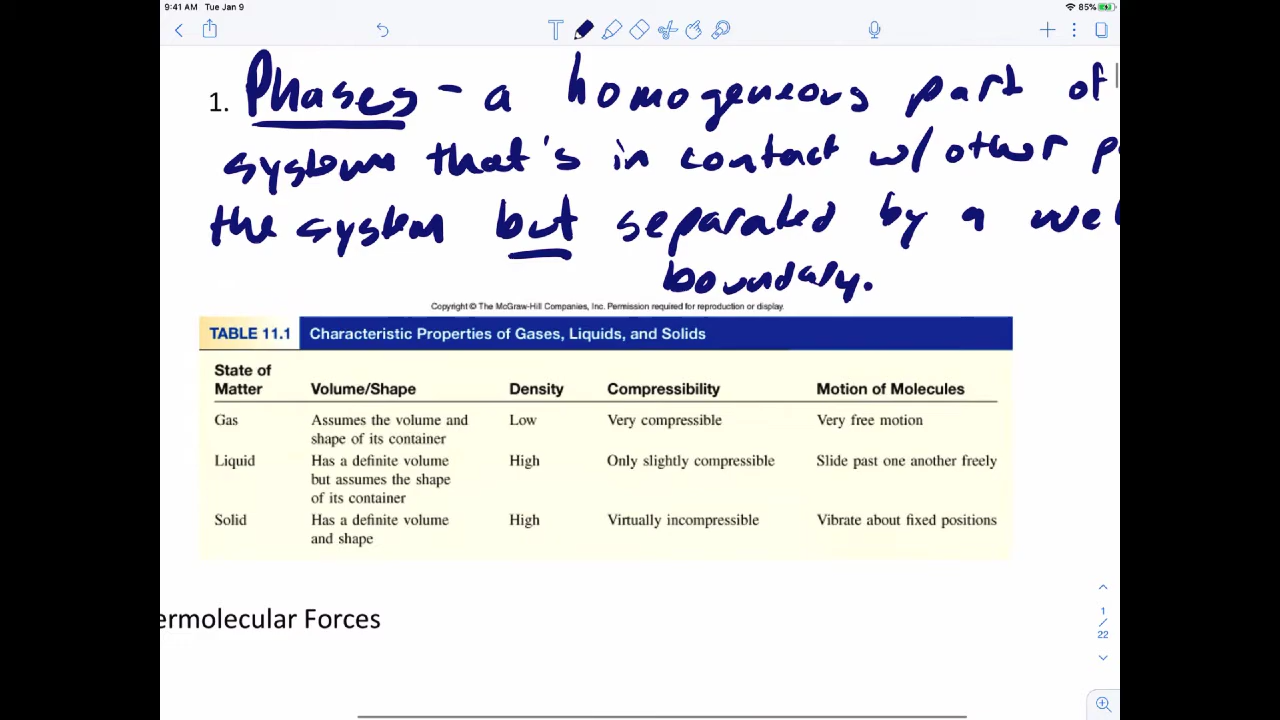 9:41 AM Tue Jan 9
85%
1. Phases - a homogeneous part of
system that's in contact w/ other p
the system but separated by a wel
boundary.
Copyright © The McGraw-Hill Companies, Inc. Permission required for reproduction or display.
TABLE 11.1 Characteristic Properties of Gases, Liquids, and Solids
State of
Matter Volume/Shape Density Compressibility Motion of Molecules
Gas Assumes the volume and Low Very compressible Very free motion
shape of its container
Liquid Has a definite volume High Only slightly compressible Slide past one another freely
but assumes the shape
of its container
Solid Has a definite volume High Virtually incompressible Vibrate about fixed positions
and shape
ermolecular Forces
1
/
22